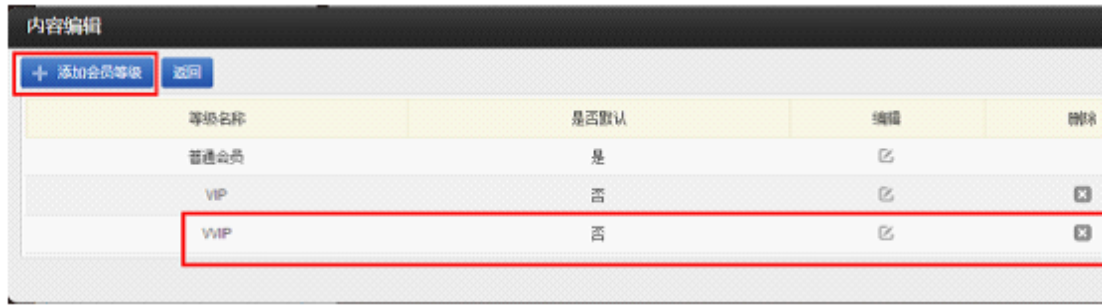 内容编辑
添加会员等级 返回
等级名称 是否默认 编辑 删除
普通会员 是
VIP 否
VVIP 否